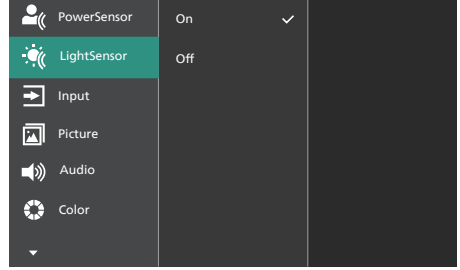 PowerSensor
On
LightSensor
Off
Input
Picture
Audio
Color